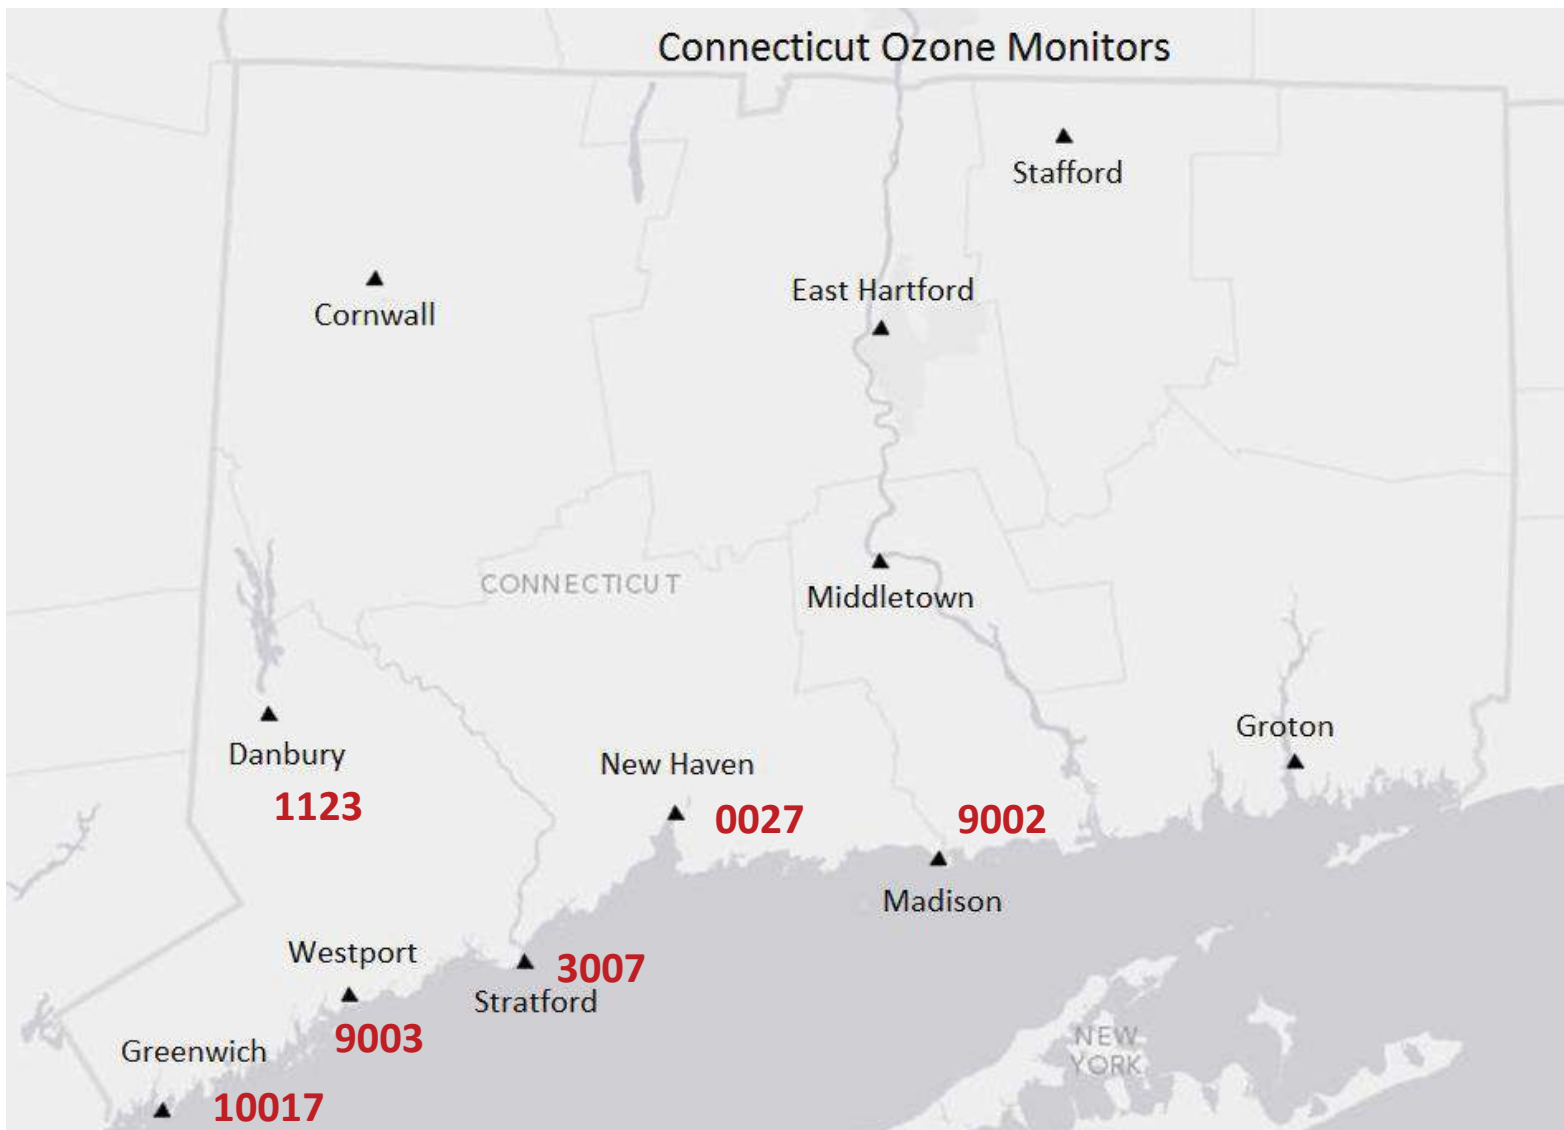 Connecticut Ozone Monitors
Stafford
East Hartford
Cornwall
CONNECTICUT
Middletown
Groton
Danbury
1123
New Haven
0027
9002
Madison
Westport
3007
Stratford
9003
NEW
YORK
Greenwich
10017